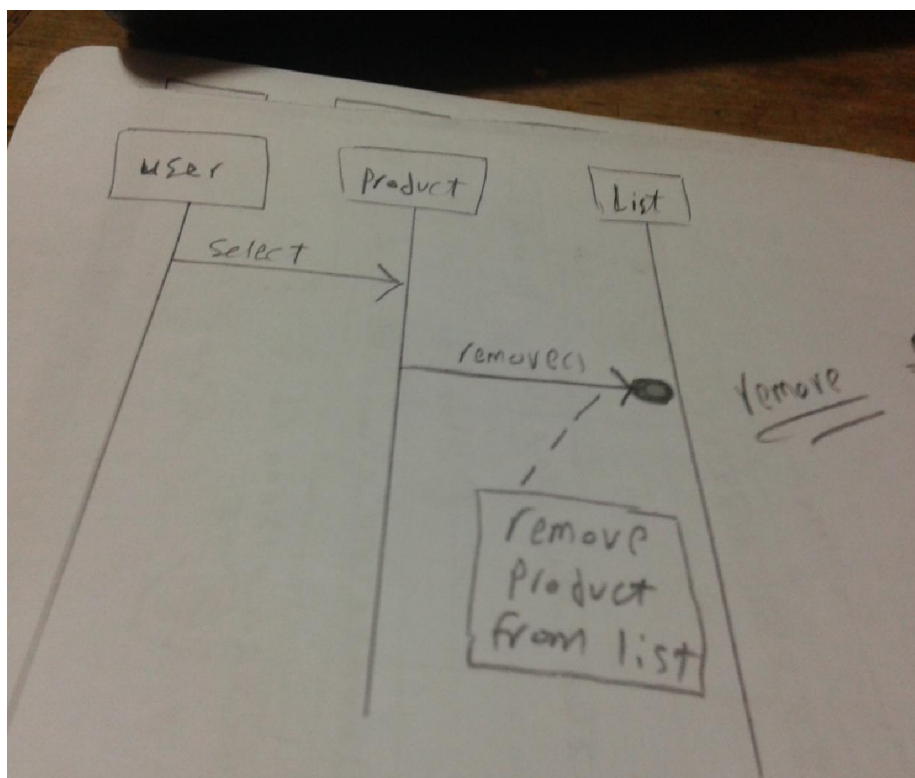 user
Product
List
select
remove()
remove
remove
Product
from list